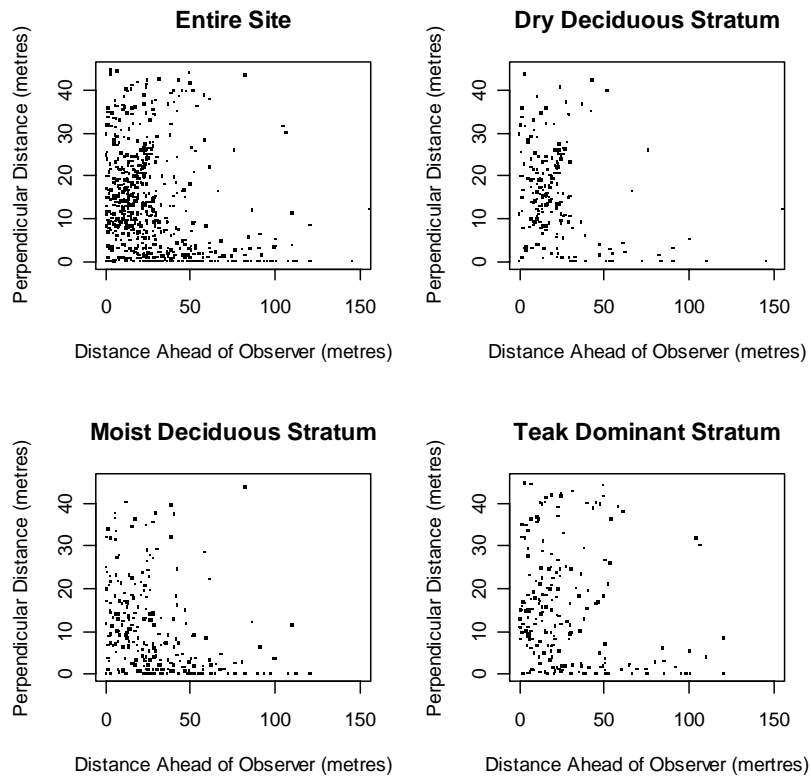 Entire Site
Perpendicular Distance (metres)
40
30
20
10
0
0 50 100 150
Distance Ahead of Observer (metres)
Dry Deciduous Stratum
Perpendicular Distance (metres)
40
30
20
10
0
0 50 100 150
Distance Ahead of Observer (metres)
Moist Deciduous Stratum
Perpendicular Distance (metres)
40
30
20
10
0
0 50 100 150
Distance Ahead of Observer (metres)
Teak Dominant Stratum
Perpendicular Distance (metres)
40
30
20
10
0
0 50 100 150
Distance Ahead of Observer (mertres)